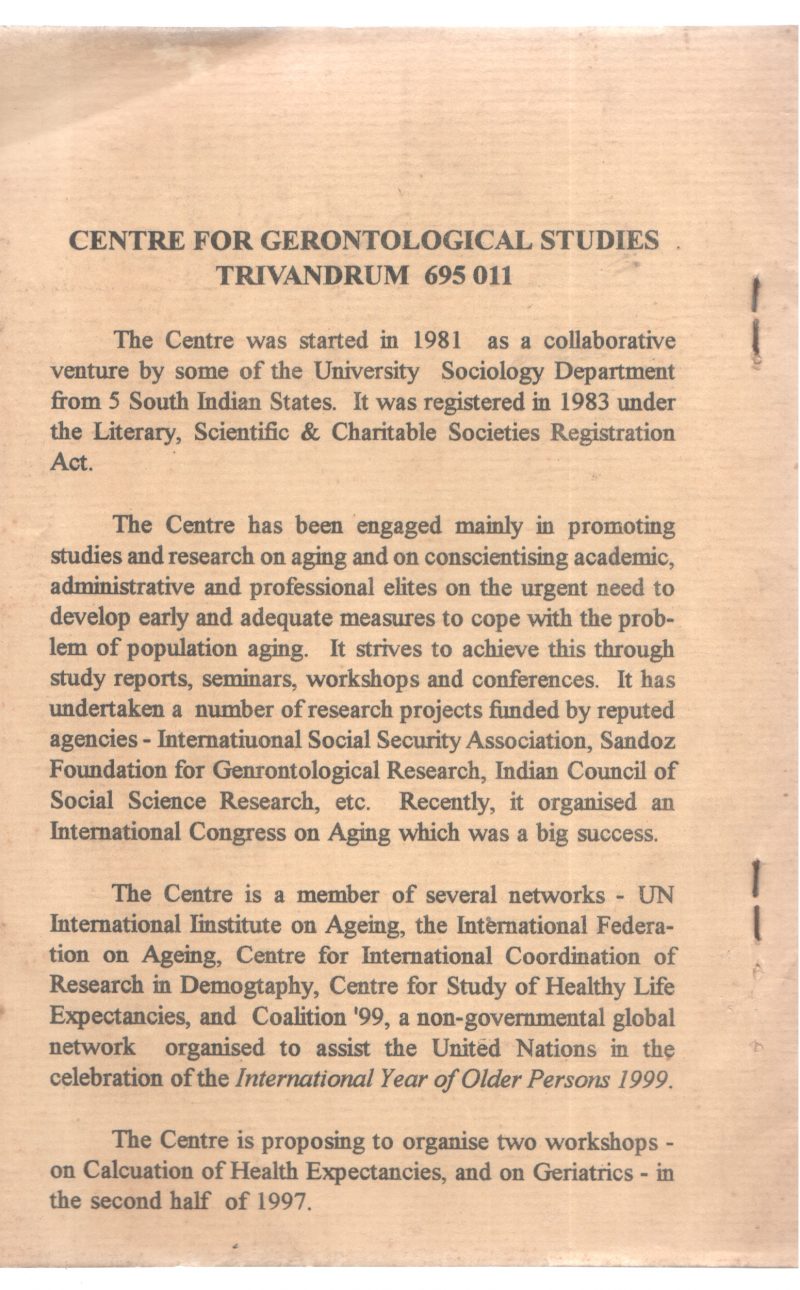 CENTRE FOR GERONTOLOGICAL STUDIES
TRIVANDRUM 695 011
The Centre was started in 1981 as a collaborative
venture by some of the University Sociology Department
from 5 South Indian States. It was registered in 1983 under
the Literary, Scientific & Charitable Societies Registration
Act.
The Centre has been engaged mainly in promoting
studies and research on aging and on conscientising academic,
administrative and professional elites on the urgent need to
develop early and adequate measures to cope with the prob-
lem of population aging. It strives to achieve this through
study reports, seminars, workshops and conferences. It has
undertaken a number of research projects funded by reputed
agencies - Internatiuonal Social Security Association, Sandoz
Foundation for Genrontological Research, Indian Council of
Social Science Research, etc. Recently, it organised an
International Congress on Aging which was a big success.
The Centre is a member of several networks - UN
International Iinstitute on Ageing, the International Federa-
tion on Ageing, Centre for International Coordination of
Research in Demogtaphy, Centre for Study of Healthy Life
Expectancies, and Coalition '99, a non-governmental global
network organised to assist the United Nations in the
celebration of the International Year of Older Persons 1999.
The Centre is proposing to organise two workshops -
on Calcuation of Health Expectancies, and on Geriatrics - in
the second half of 1997.